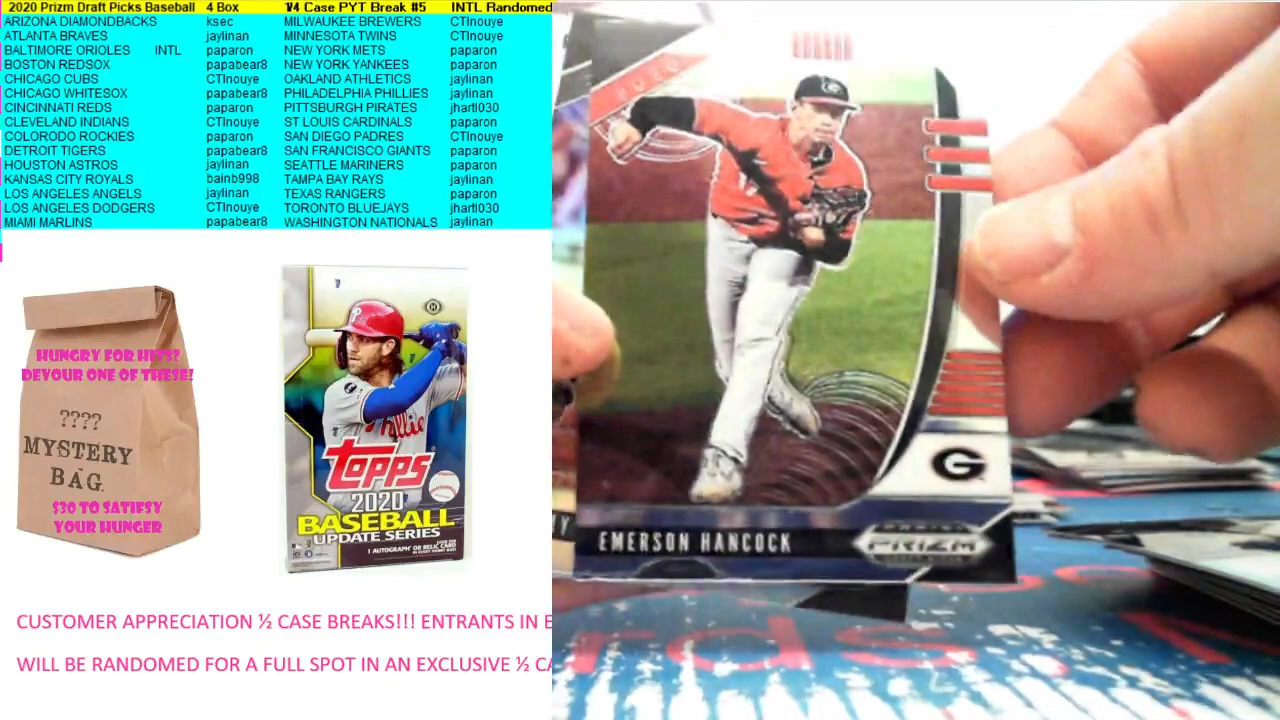 2020 Prizm Draft Picks Baseball 4 Box 1/4 Case PYT Break #5 INTL Randomed
ARIZONA DIAMONDBACKS ksec MILWAUKEE BREWERS CTInouye
ATLANTA BRAVES jaylinan MINNESOTA TWINS CTInouye
BALTIMORE ORIOLES INTL paparon NEW YORK METS paparon
BOSTON REDSOX papabear8 NEW YORK YANKEES paparon
CHICAGO CUBS CTInouye OAKLAND ATHLETICS jaylinan
CHICAGO WHITESOX papabear8 PHILADELPHIA PHILLIES jaylinan
CINCINNATI REDS paparon PITTSBURGH PIRATES jhartl030
CLEVELAND INDIANS CTInouye ST LOUIS CARDINALS paparon
COLORODO ROCKIES paparon SAN DIEGO PADRES CTInouye
DETROIT TIGERS papabear8 SAN FRANCISCO GIANTS paparon
HOUSTON ASTROS jaylinan SEATTLE MARINERS paparon
KANSAS CITY ROYALS bainb998 TAMPA BAY RAYS jaylinan
LOS ANGELES ANGELS jaylinan TEXAS RANGERS paparon
LOS ANGELES DODGERS CTInouye TORONTO BLUEJAYS jhartl030
MIAMI MARLINS papabear8 WASHINGTON NATIONALS jaylinan
HUNGRY FOR HITS?
DEVOUR ONE OF THESE!
????
MYSTERY
BAG
$30 TO SATIFSY
YOUR HUNGER
Phillies
TOPPS
2020
BASEBALL
UPDATE SERIES
1 AUTOGRAPH OR RELIC CARD
G
EMERSON HANCOCK
PRIZM
rds
CUSTOMER APPRECIATION ½ CASE BREAKS!!! ENTRANTS IN
WILL BE RANDOMED FOR A FULL SPOT IN AN EXCLUSIVE ½